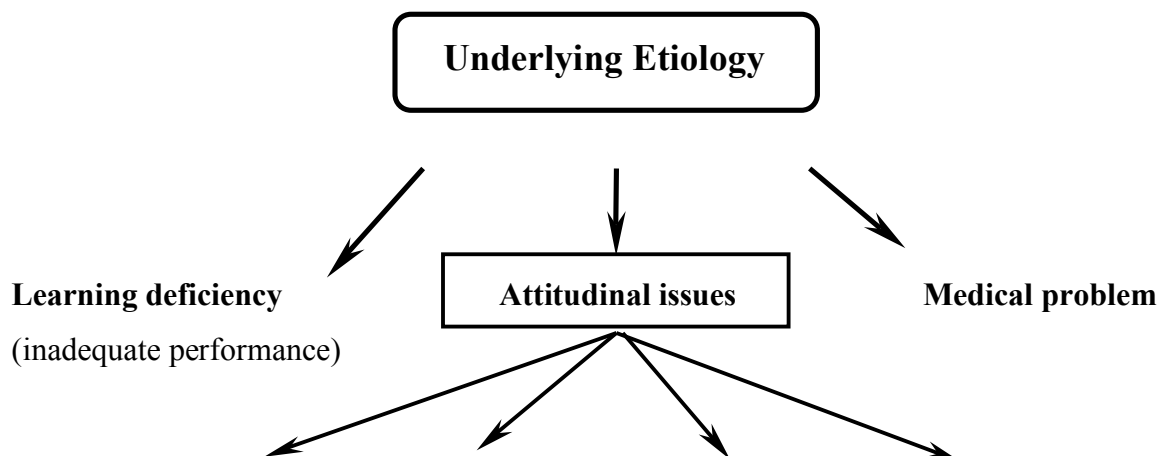 Underlying Etiology
Learning deficiency
(inadequate performance)
Attitudinal issues
Medical problem